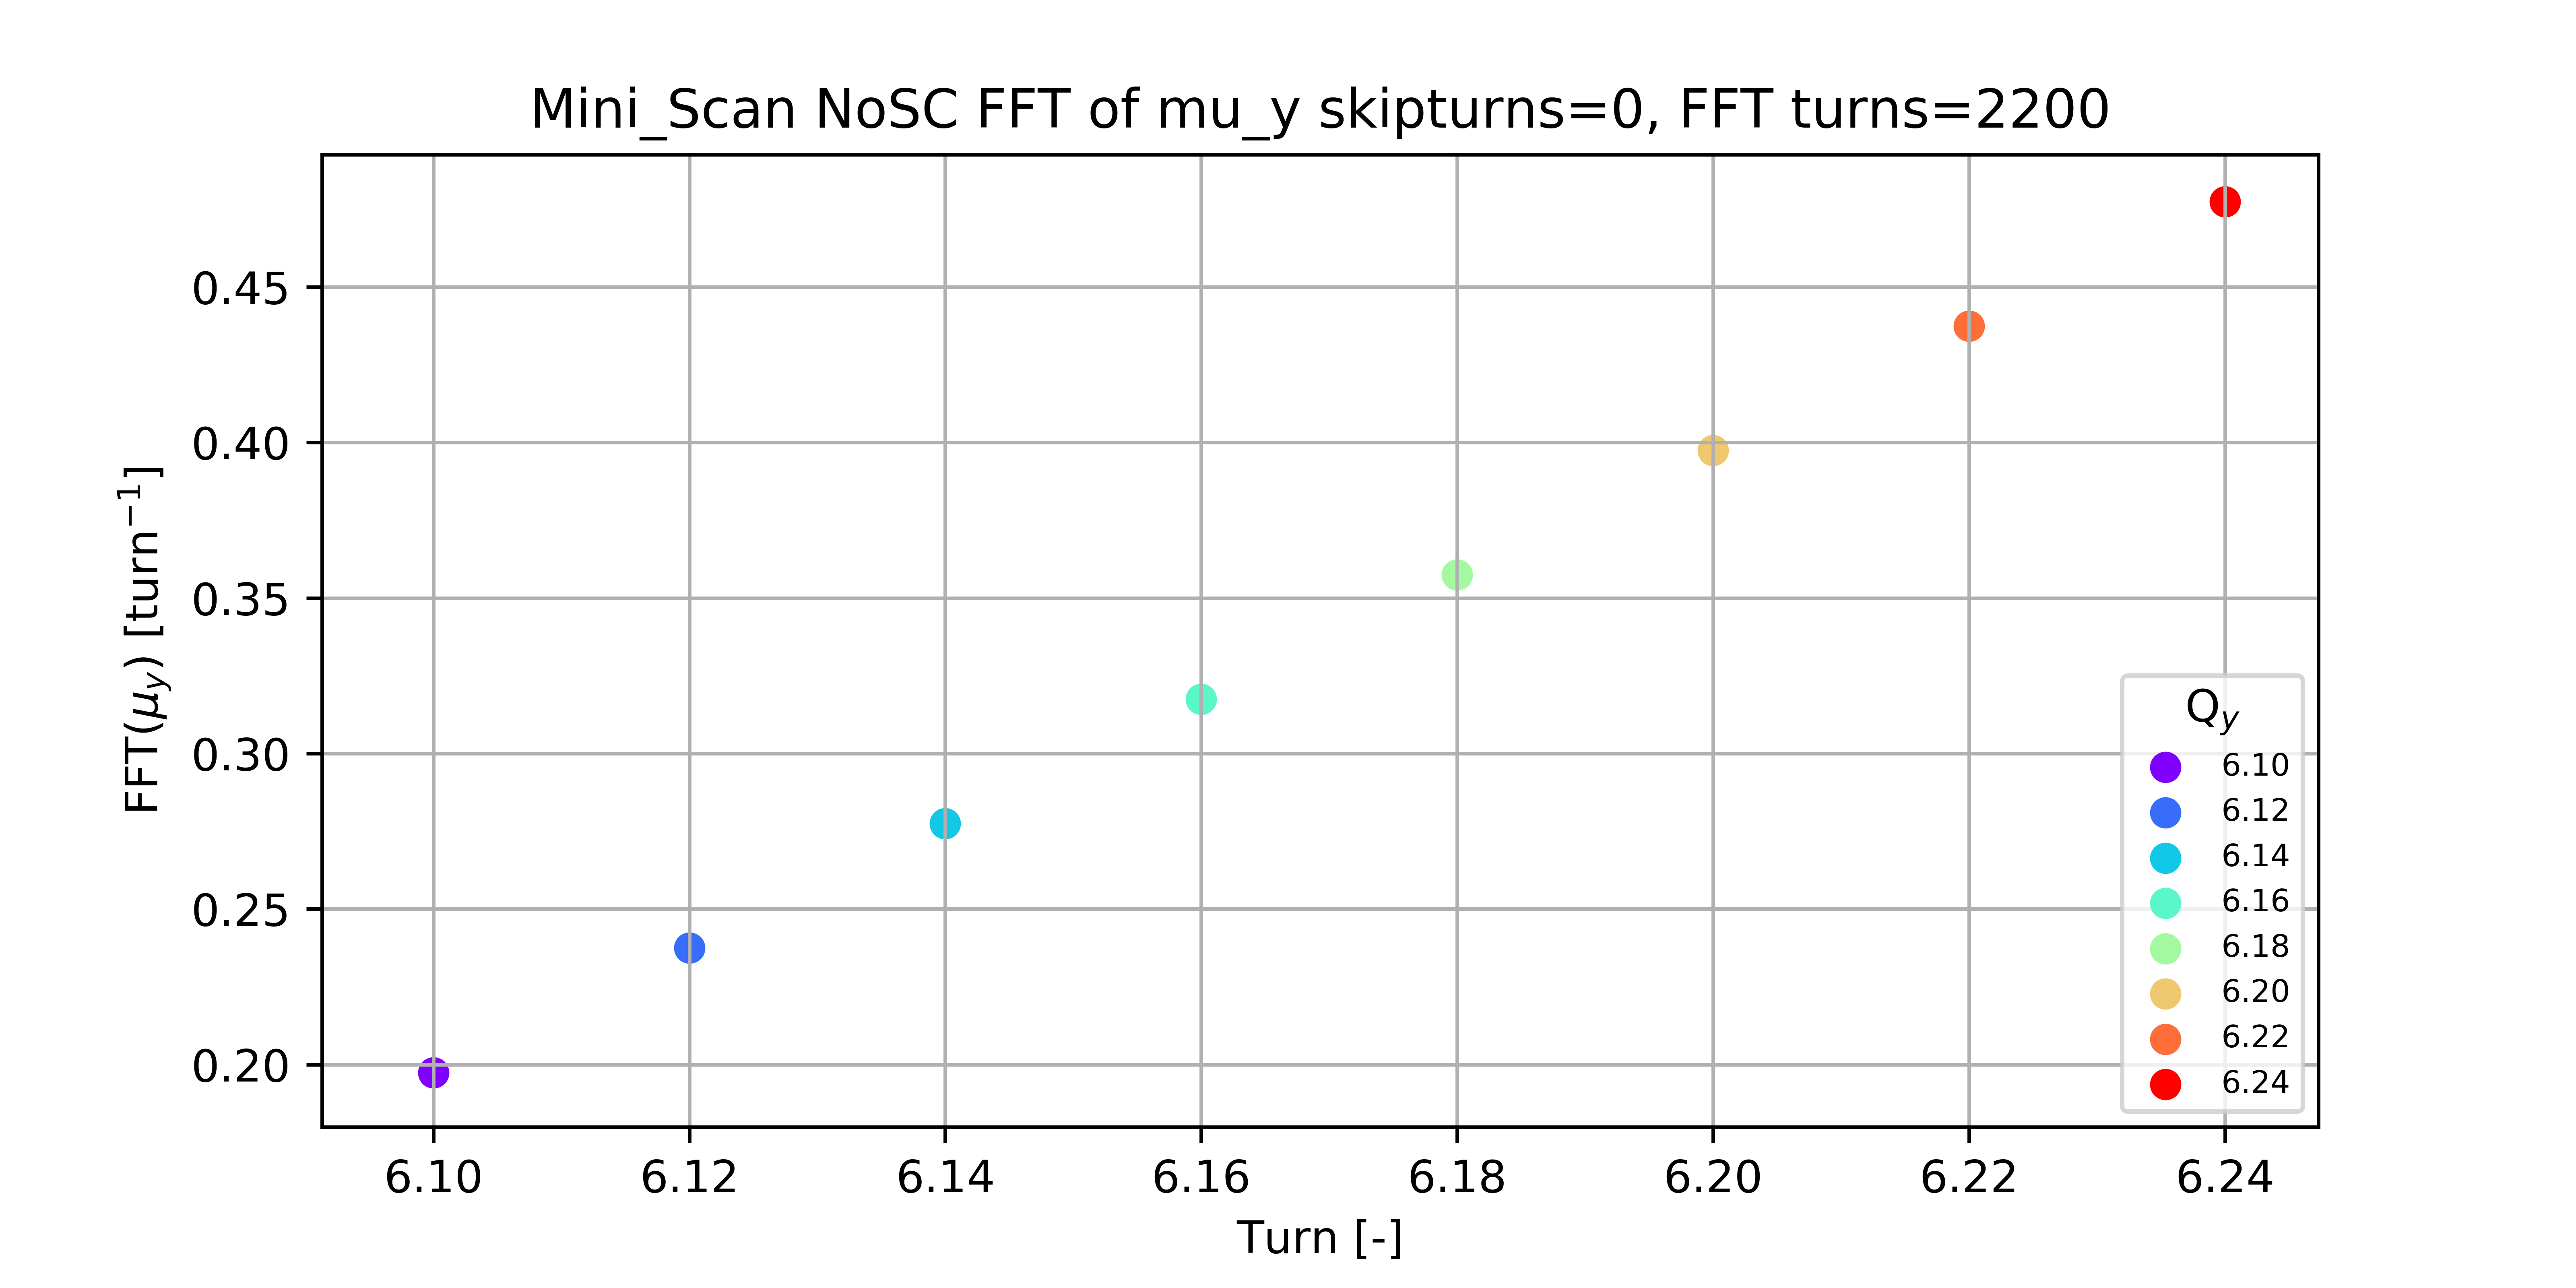 Mini_Scan NoSC FFT of mu_y skipturns=0, FFT turns=2200
FFT(μ_y) [turn⁻¹]
0.45
0.40
0.35
0.30
0.25
0.20
Q_y
6.10
6.12
6.14
6.16
6.18
6.20
6.22
6.24
6.10 6.12 6.14 6.16 6.18 6.20 6.22 6.24
Turn [-]